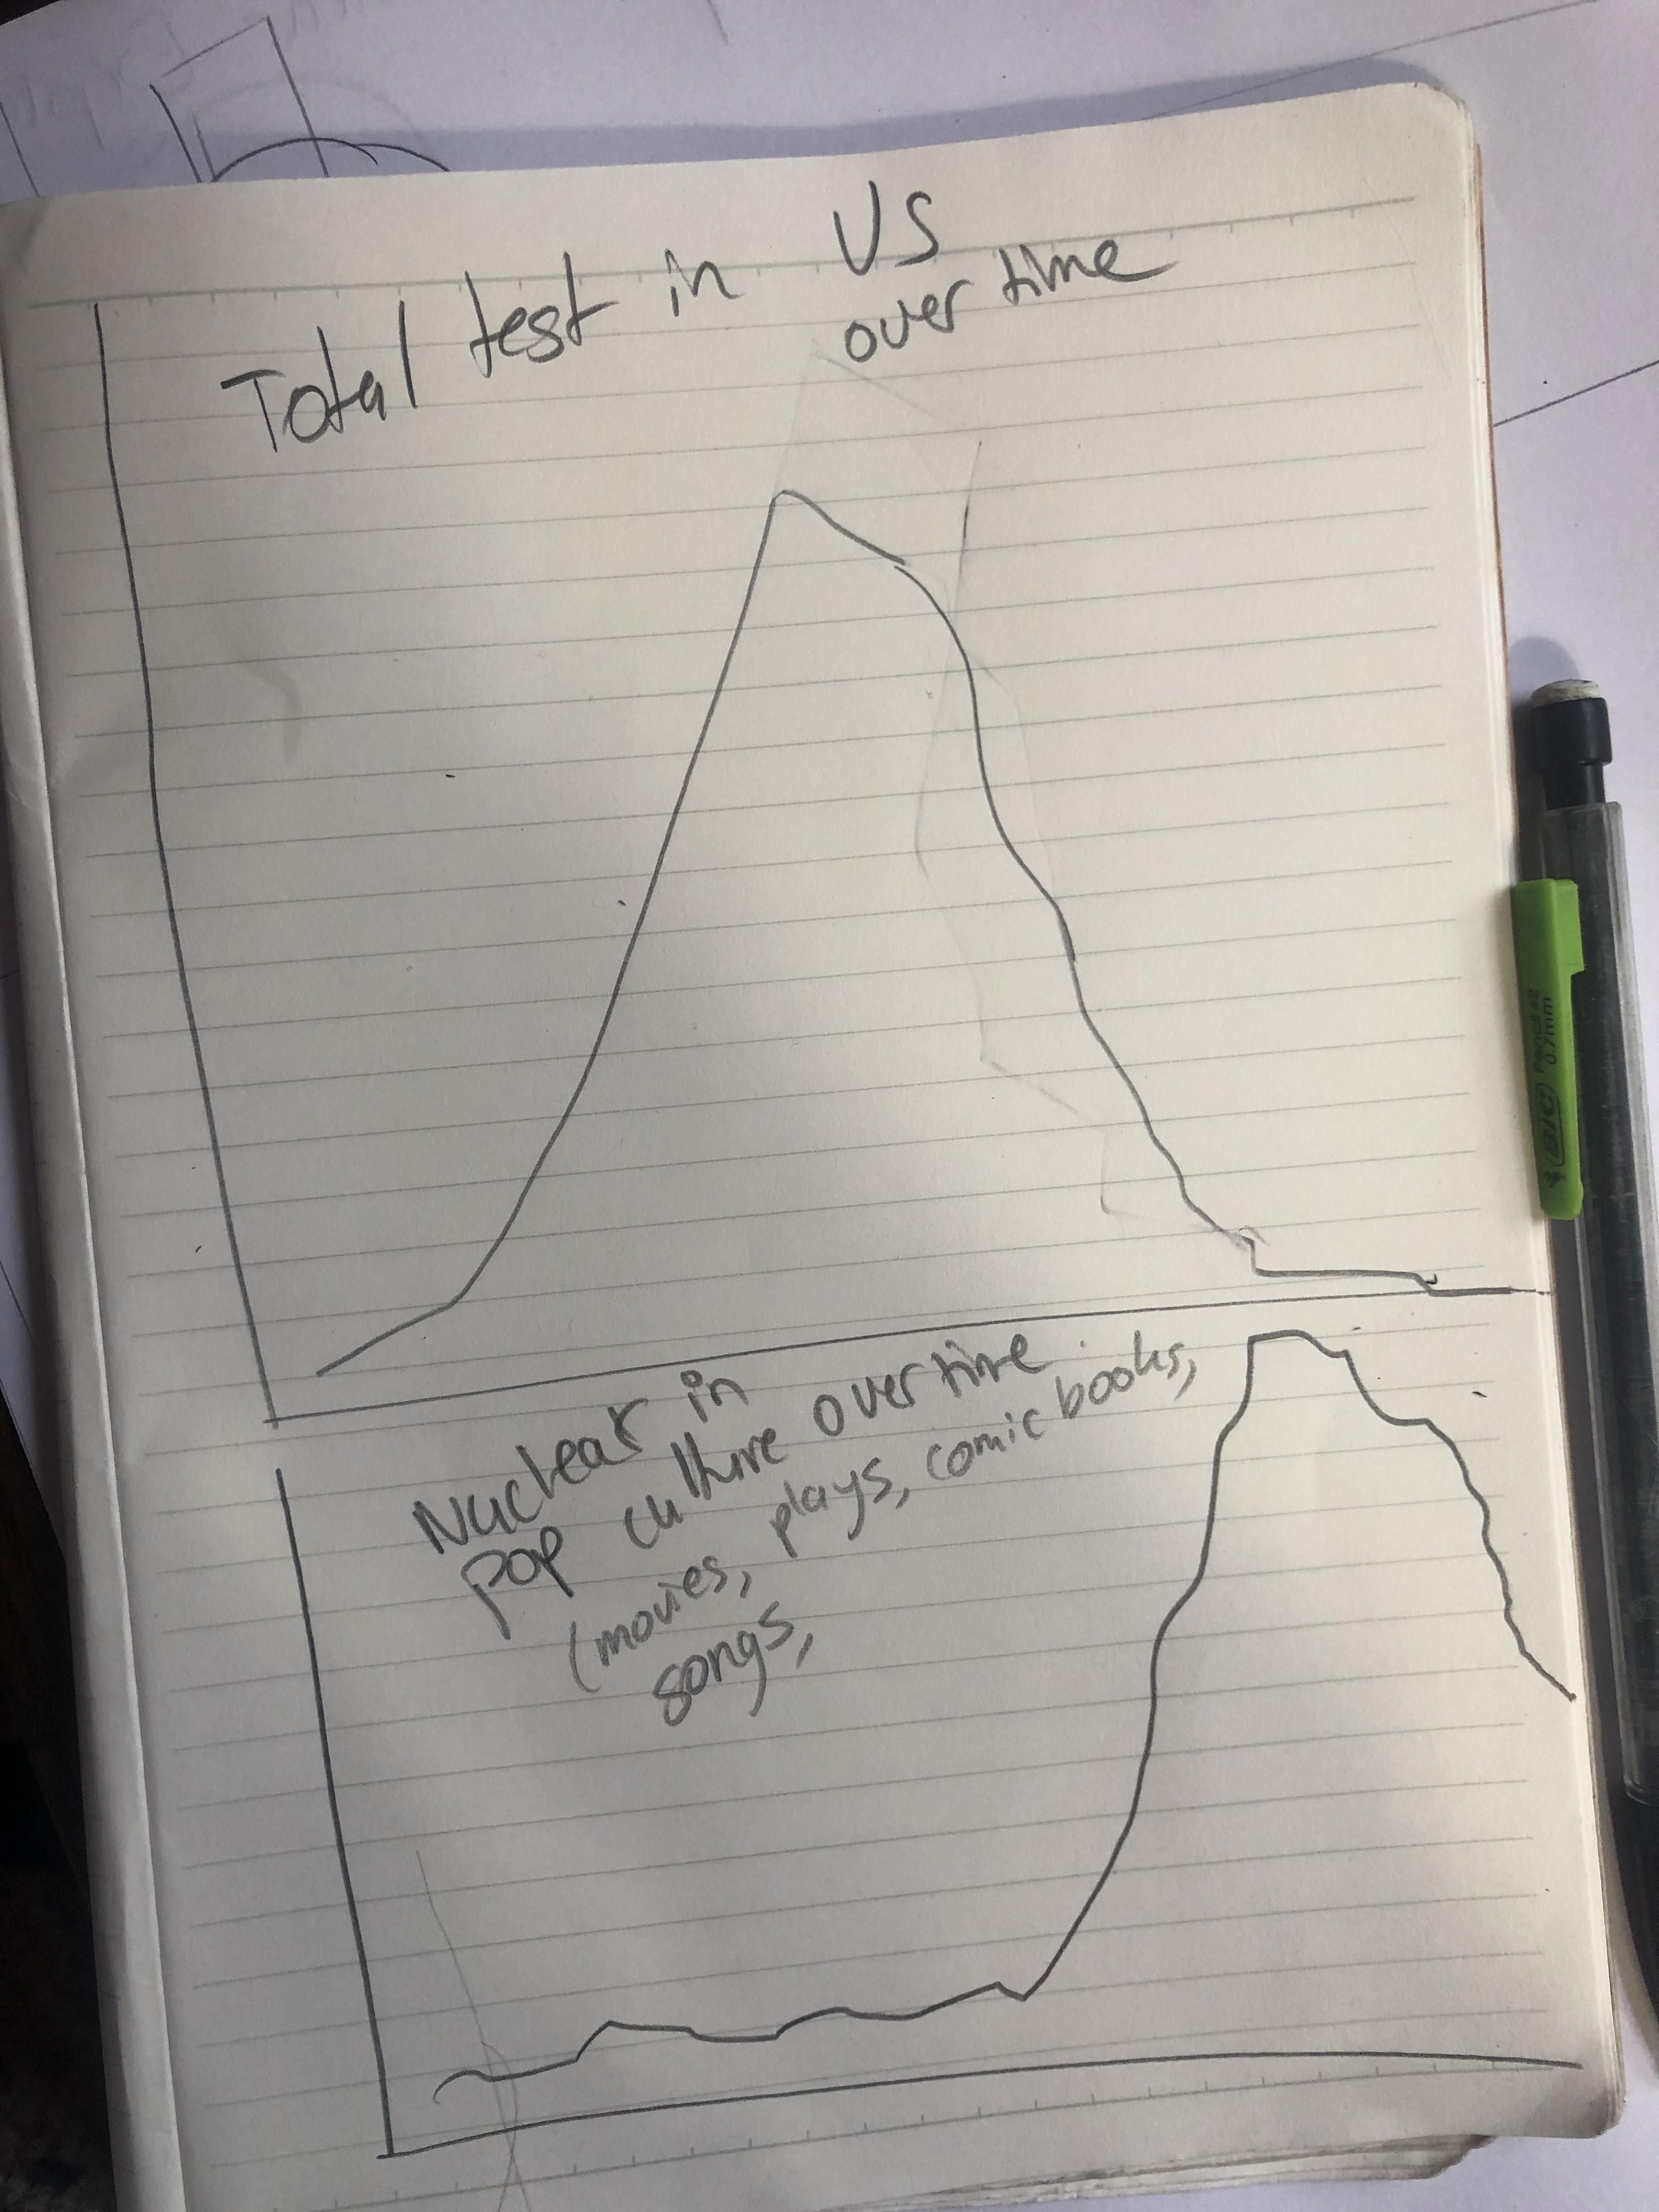 Total test in US
over time
Nuclear in
pop culture over time
(movies, plays, comic books,
songs,
BIC Pencil #2
0.7mm